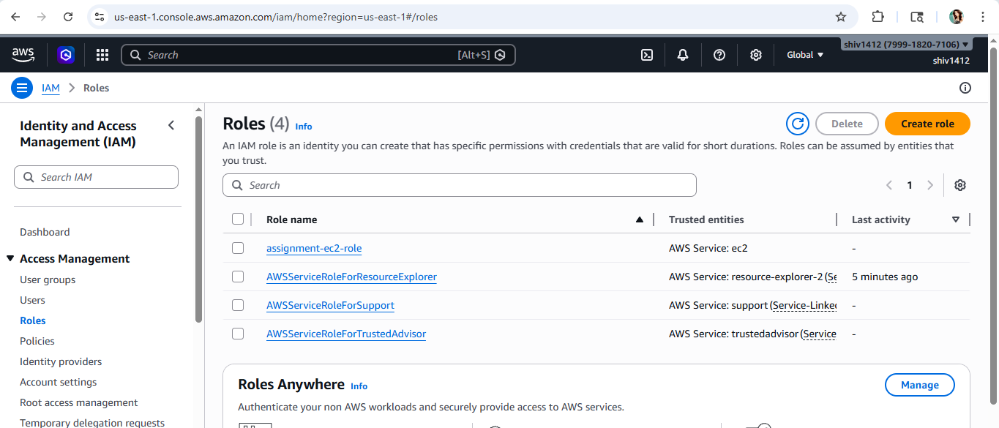 us-east-1.console.aws.amazon.com/iam/home?region=us-east-1#/roles
aws
Search [Alt+S]
Global
shiv1412 (7999-1820-7106)
shiv1412
IAM > Roles
Identity and Access
Management (IAM)
Search IAM
Dashboard
Access Management
User groups
Users
Roles
Policies
Identity providers
Account settings
Root access management
Temporary delegation requests
Roles (4) Info
Delete
Create role
An IAM role is an identity you can create that has specific permissions with credentials that are valid for short durations. Roles can be assumed by entities that
you trust.
Search
1
Role name Trusted entities Last activity
assignment-ec2-role AWS Service: ec2 -
AWSServiceRoleForResourceExplorer AWS Service: resource-explorer-2 (Se 5 minutes ago
AWSServiceRoleForSupport AWS Service: support (Service-Linked -
AWSServiceRoleForTrustedAdvisor AWS Service: trustedadvisor (Service -
Roles Anywhere Info
Manage
Authenticate your non AWS workloads and securely provide access to AWS services.